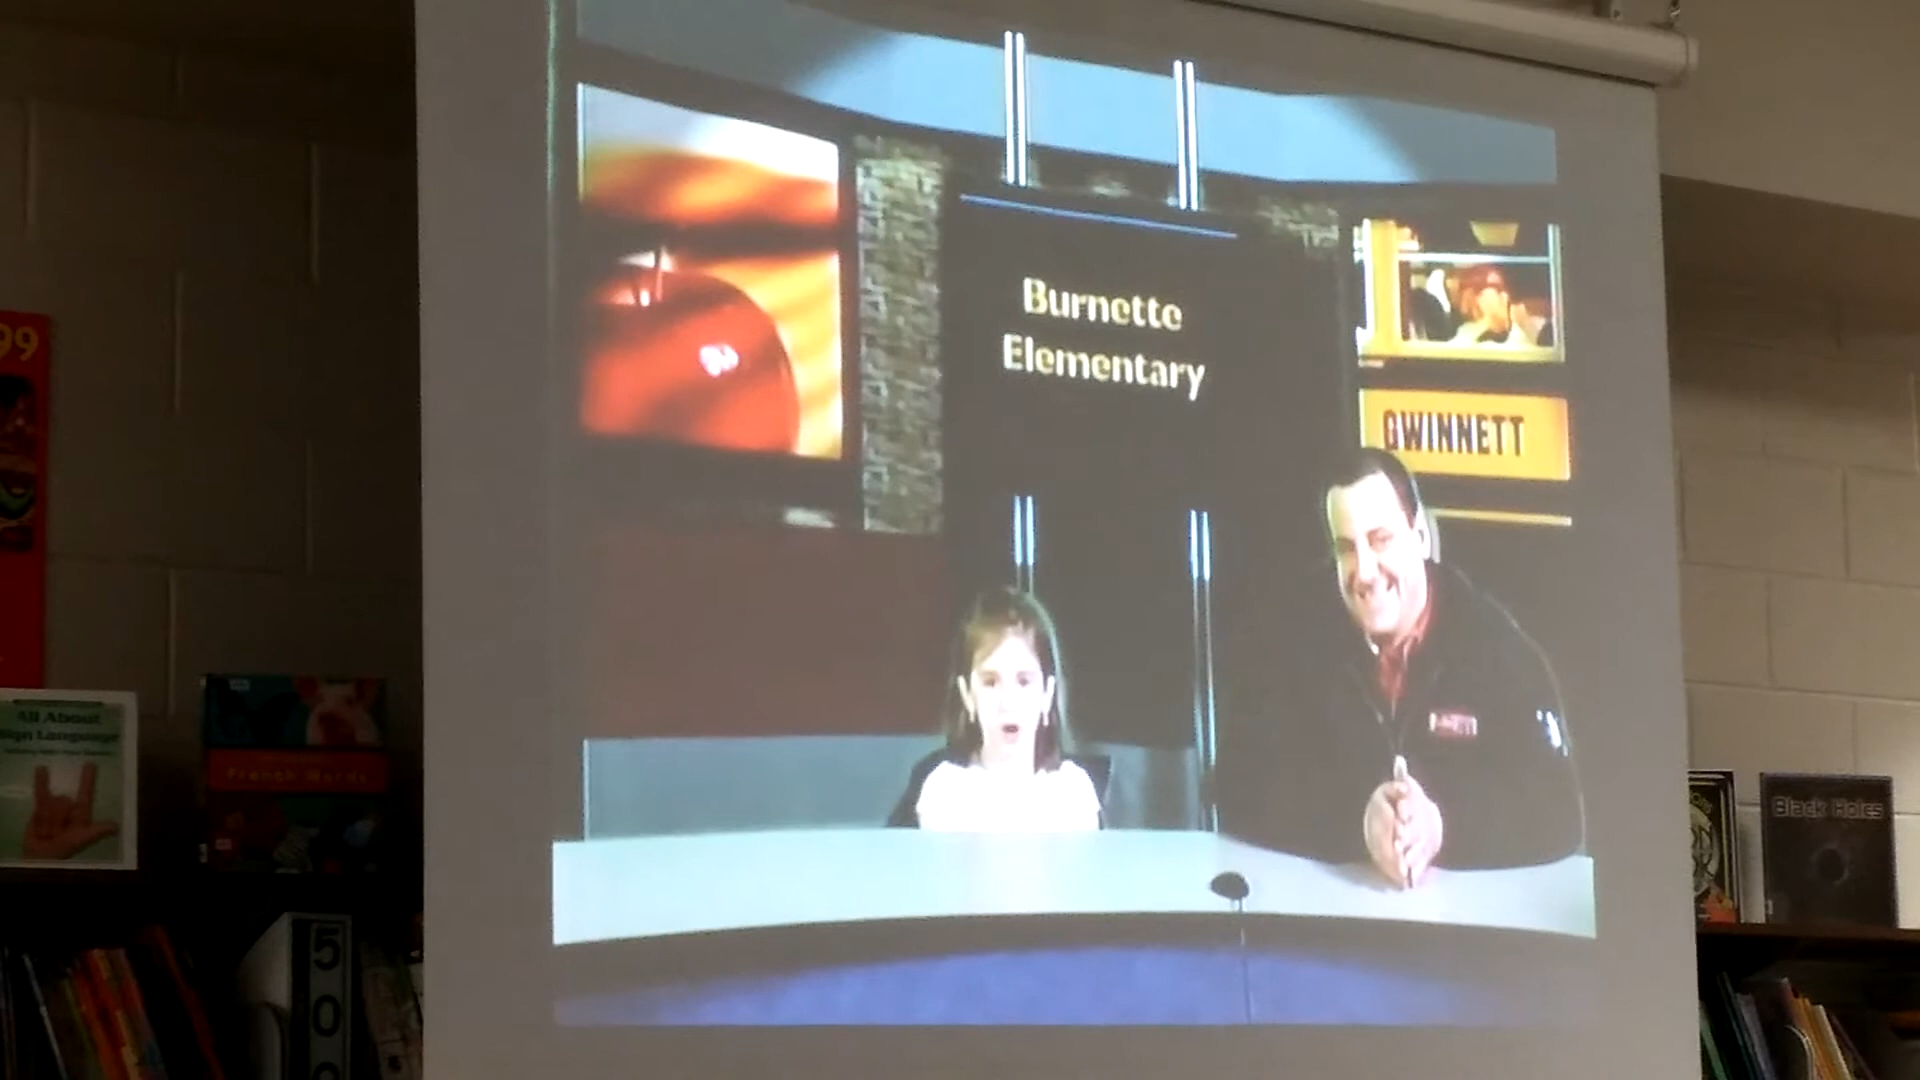 Burnette
Elementary
GWINNETT
99
All About
Sign Language
French Words
Black Holes
500